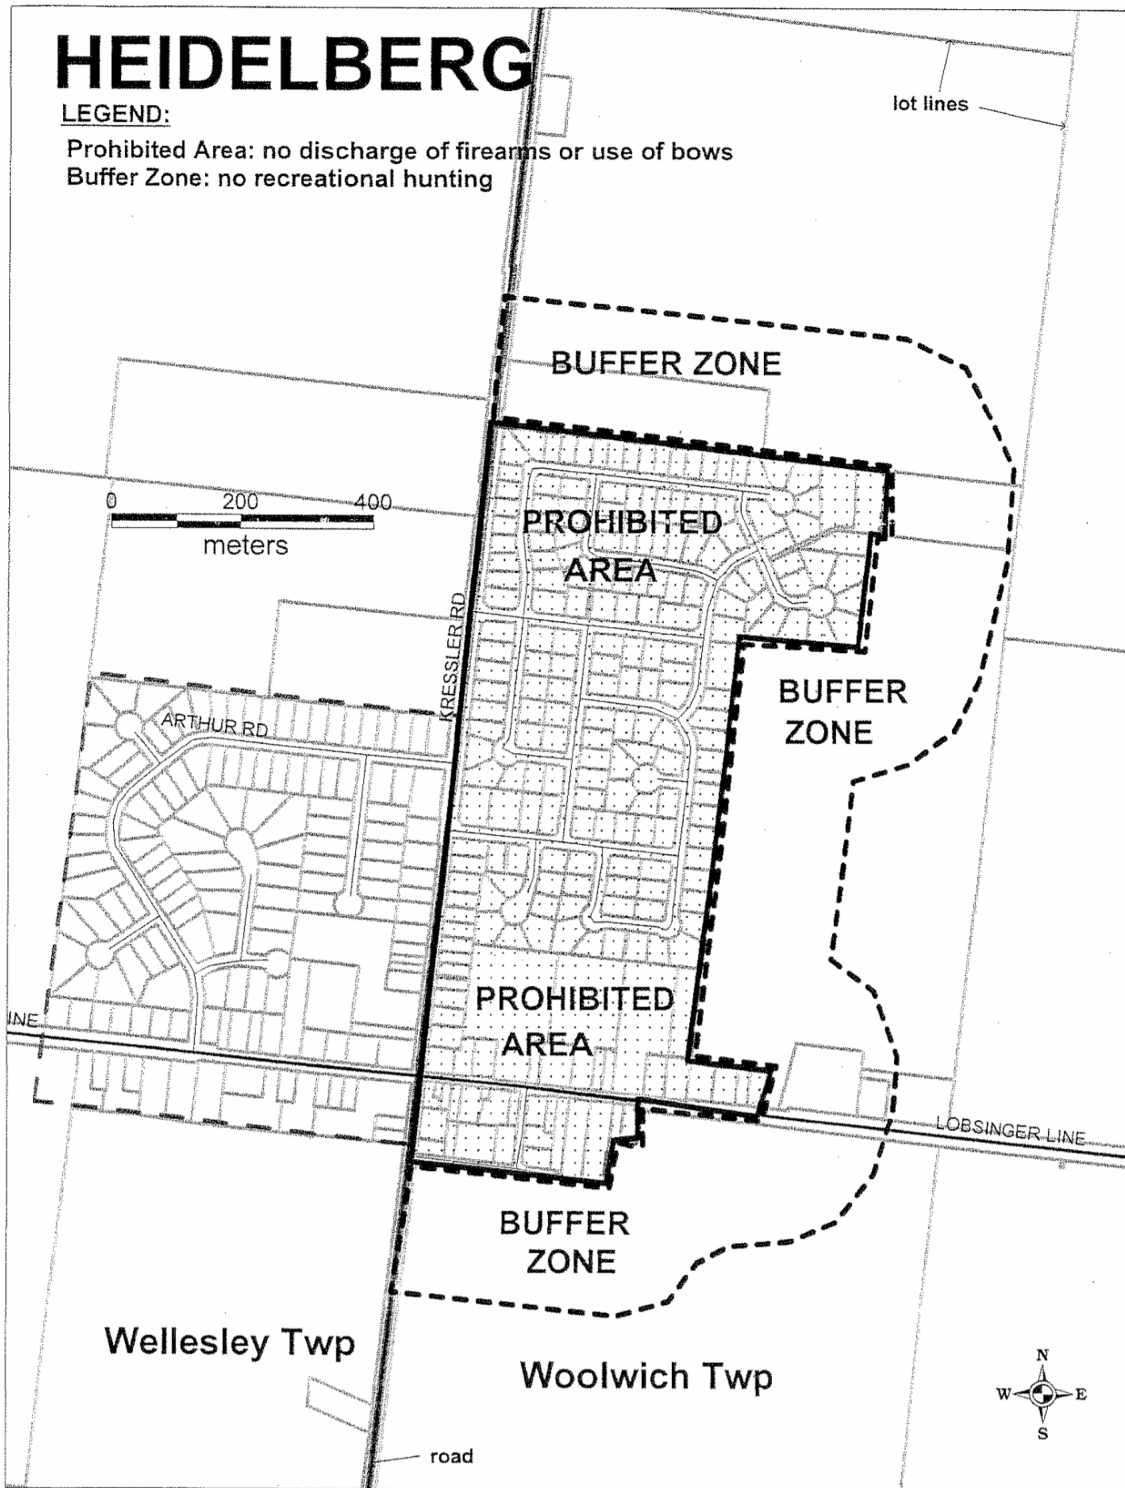 HEIDELBERG
LEGEND:
Prohibited Area: no discharge of firearms or use of bows
Buffer Zone: no recreational hunting
lot lines
BUFFER ZONE
0 200 400
meters
PROHIBITED
AREA
KRESSLER RD
BUFFER
ZONE
ARTHUR RD
PROHIBITED
AREA
INE
LOBSINGER LINE
BUFFER
ZONE
Wellesley Twp
Woolwich Twp
N
W E
S
road